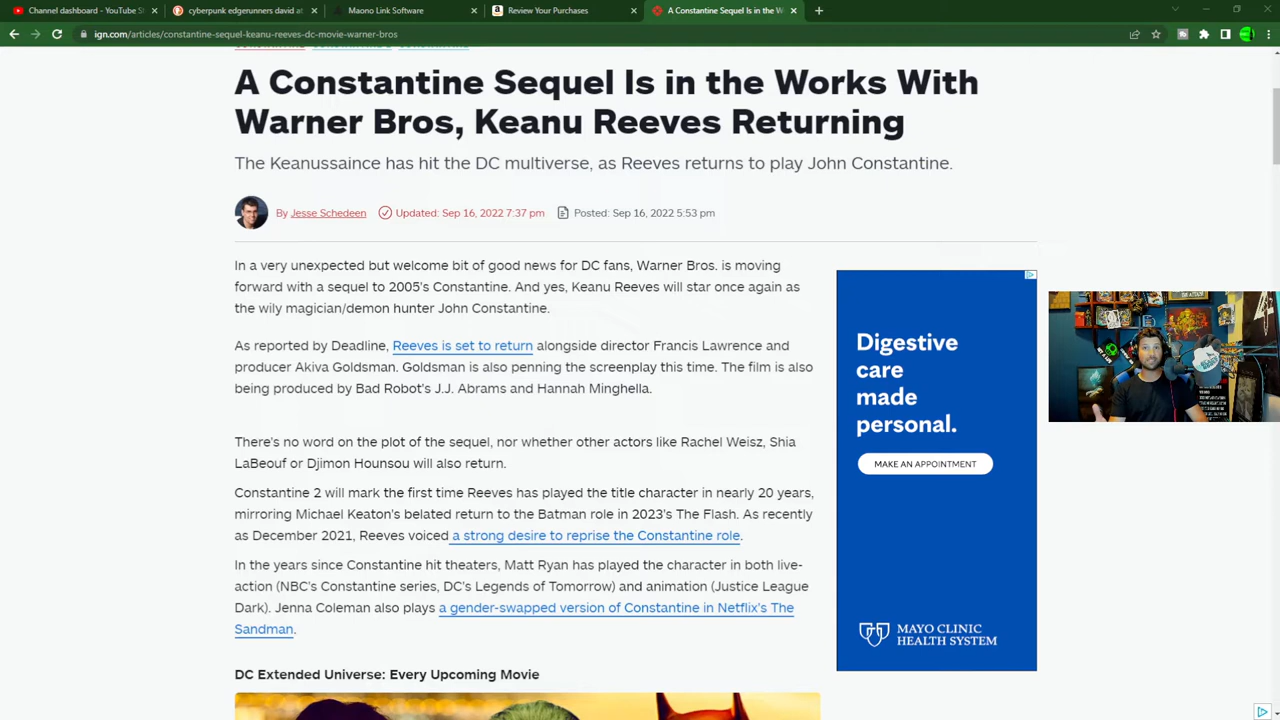 Channel dashboard - YouTube St
cyberpunk edgerunners david at
Maono Link Software
Review Your Purchases
A Constantine Sequel Is in the W
ign.com/articles/constantine-sequel-keanu-reeves-dc-movie-warner-bros
A Constantine Sequel Is in the Works With
Warner Bros, Keanu Reeves Returning
The Keanussaince has hit the DC multiverse, as Reeves returns to play John Constantine.
By Jesse Schedeen Updated: Sep 16, 2022 7:37 pm Posted: Sep 16, 2022 5:53 pm
In a very unexpected but welcome bit of good news for DC fans, Warner Bros. is moving
forward with a sequel to 2005's Constantine. And yes, Keanu Reeves will star once again as
the wily magician/demon hunter John Constantine.
As reported by Deadline, Reeves is set to return alongside director Francis Lawrence and
producer Akiva Goldsman. Goldsman is also penning the screenplay this time. The film is also
being produced by Bad Robot's J.J. Abrams and Hannah Minghella.
There's no word on the plot of the sequel, nor whether other actors like Rachel Weisz, Shia
LaBeouf or Djimon Hounsou will also return.
Constantine 2 will mark the first time Reeves has played the title character in nearly 20 years,
mirroring Michael Keaton's belated return to the Batman role in 2023's The Flash. As recently
as December 2021, Reeves voiced a strong desire to reprise the Constantine role.
In the years since Constantine hit theaters, Matt Ryan has played the character in both live-
action (NBC's Constantine series, DC's Legends of Tomorrow) and animation (Justice League
Dark). Jenna Coleman also plays a gender-swapped version of Constantine in Netflix's The
Sandman.
DC Extended Universe: Every Upcoming Movie
Digestive
care
made
personal.
MAKE AN APPOINTMENT
MAYO CLINIC
HEALTH SYSTEM